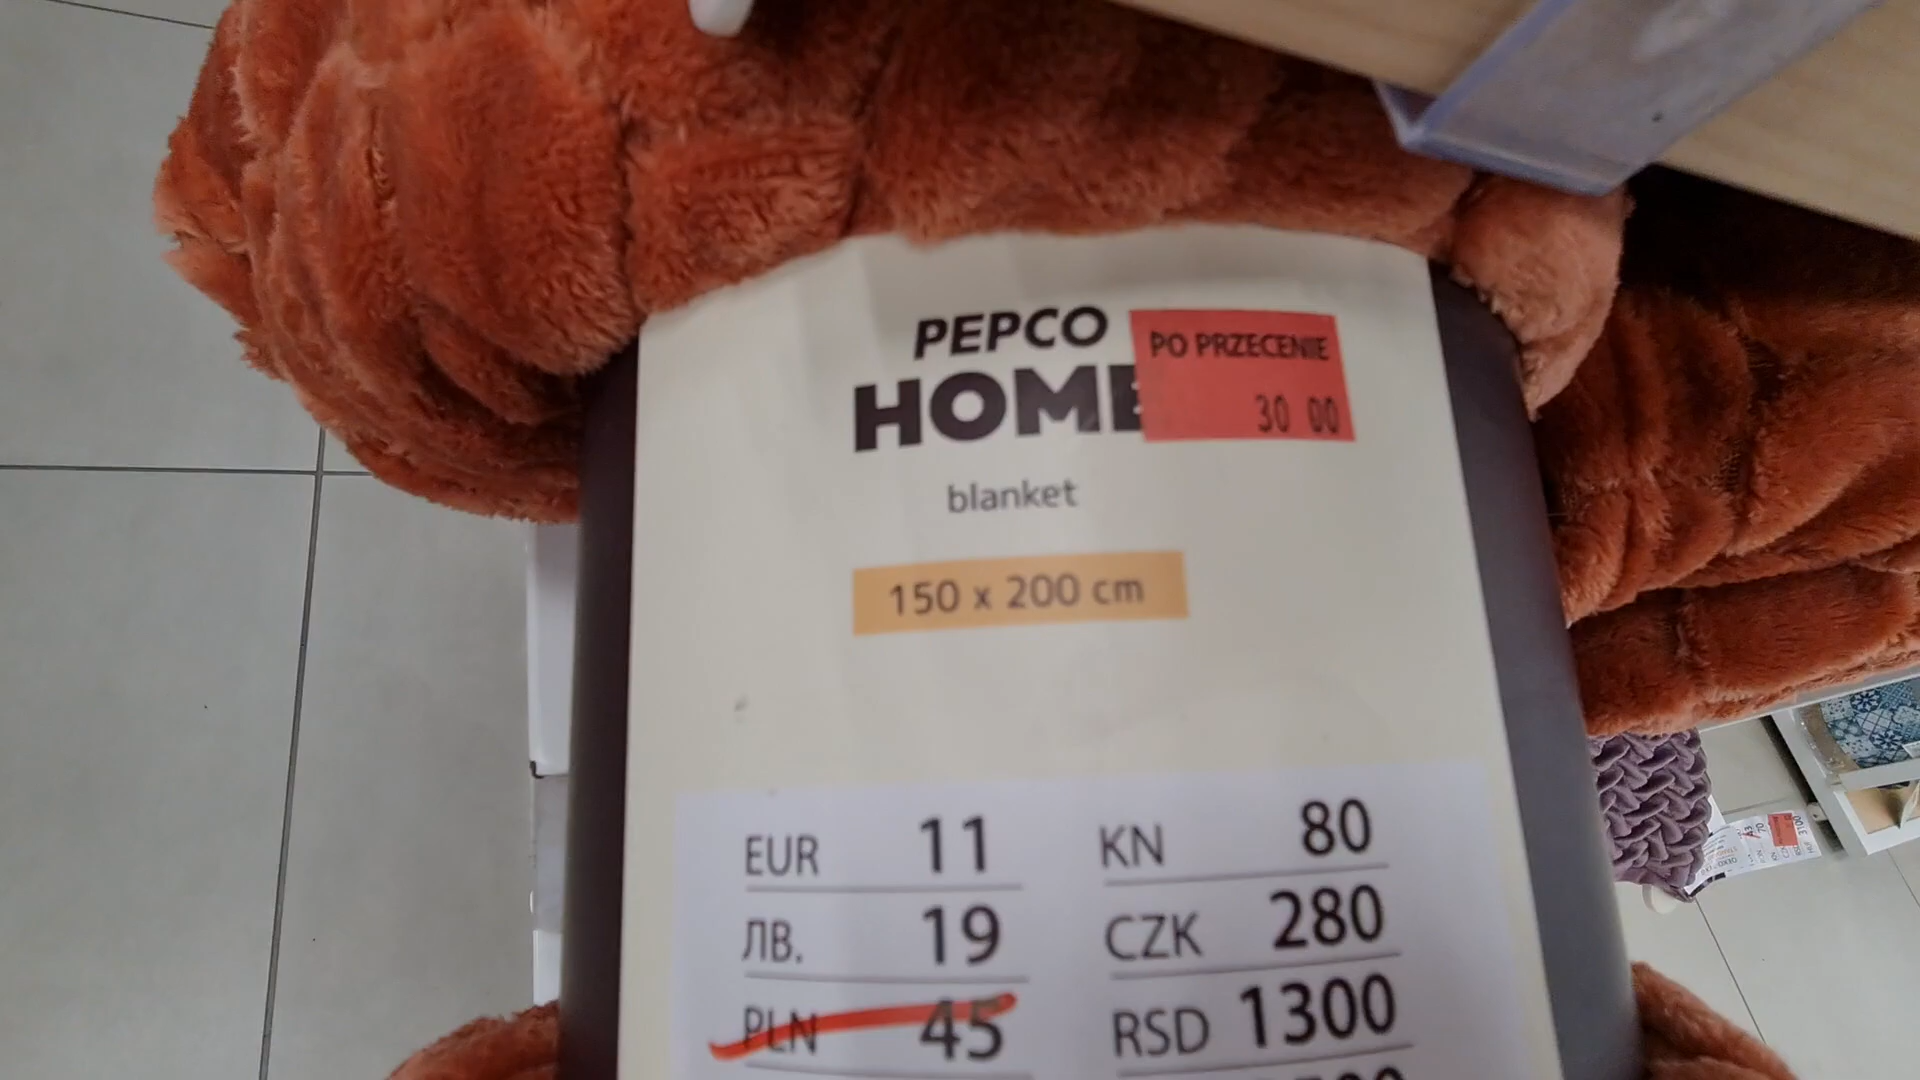 PEPCO
HOME
PO PRZECENIE
30 00
blanket
150 x 200 cm
EUR 11
KN 80
ЛВ. 19
CZK 280
PLN 45
RSD 1300